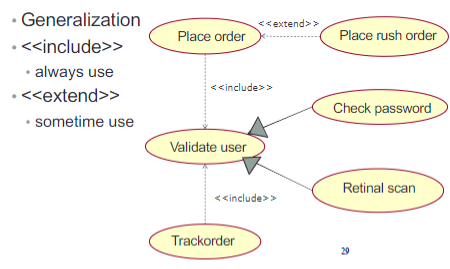 • Generalization
• <<include>>
• always use
• <<extend>>
• sometime use
Place order
<<extend>>
Place rush order
<<include>>
Check password
Validate user
Retinal scan
<<include>>
Trackorder
29